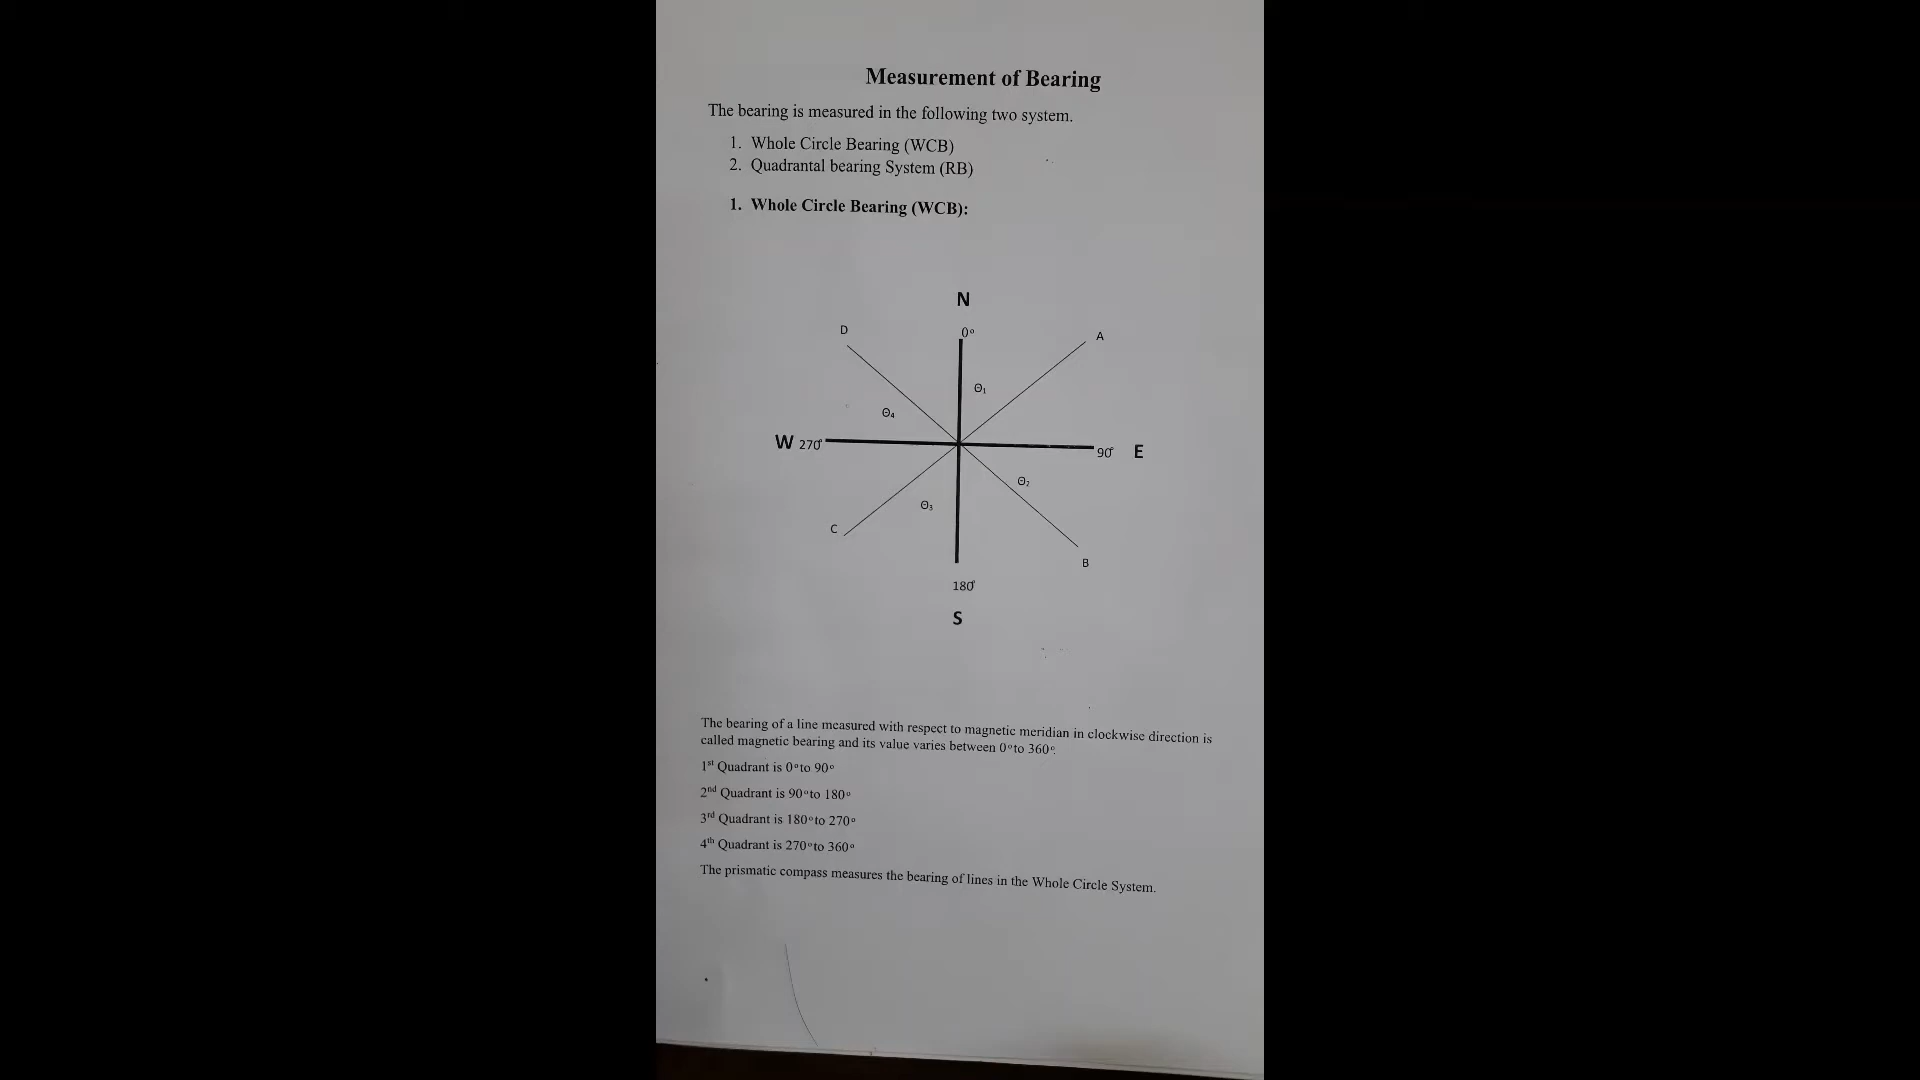 Measurement of Bearing
The bearing is measured in the following two system.
1. Whole Circle Bearing (WCB)
2. Quadrantal bearing System (RB)
1. Whole Circle Bearing (WCB):
N
D
0°
A
Θ₁
Θ₄
W 270°
90° E
Θ₂
Θ₃
C
B
180°
S
The bearing of a line measured with respect to magnetic meridian in clockwise direction is
called magnetic bearing and its value varies between 0° to 360°.
1st Quadrant is 0° to 90°
2nd Quadrant is 90° to 180°
3rd Quadrant is 180° to 270°
4th Quadrant is 270° to 360°
The prismatic compass measures the bearing of lines in the Whole Circle System.